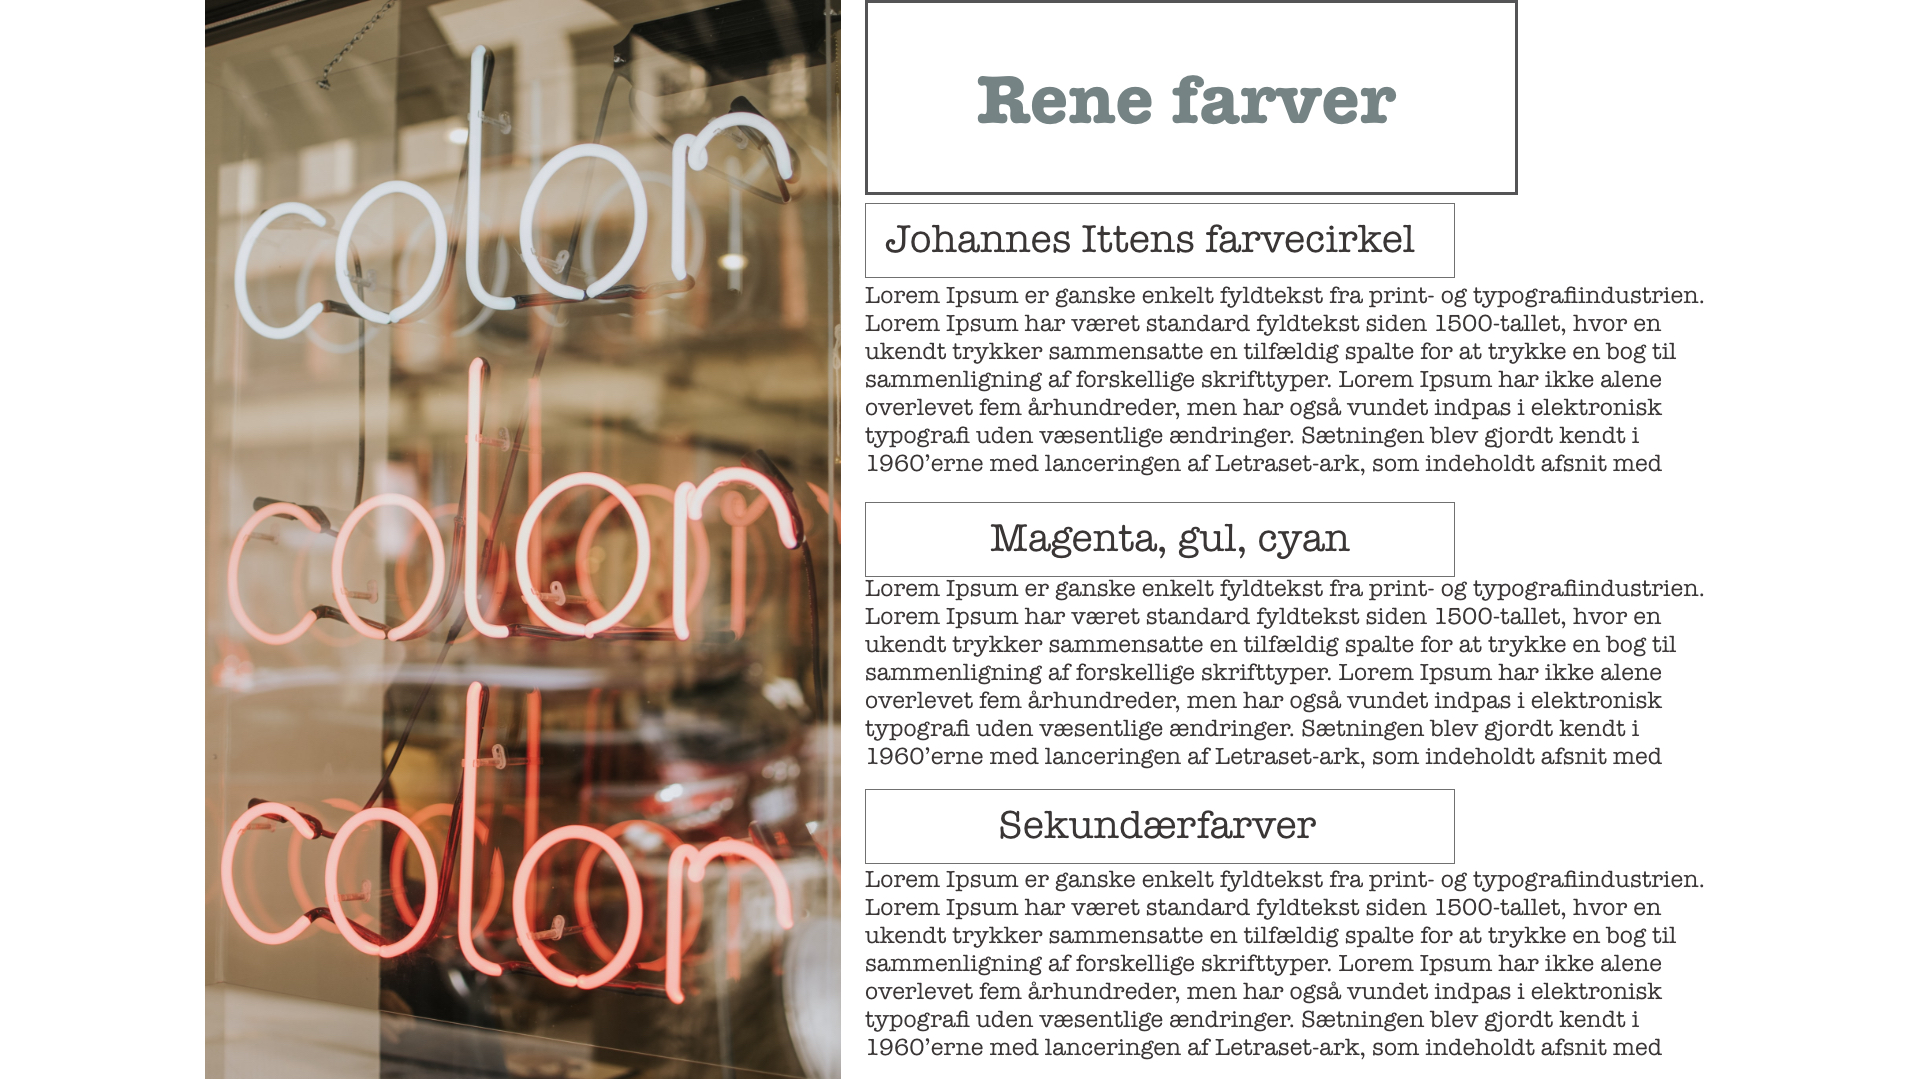 color
color
color
Rene farver
Johannes Ittens farvecirkel
Lorem Ipsum er ganske enkelt fyldtekst fra print- og typografiindustrien.
Lorem Ipsum har været standard fyldtekst siden 1500-tallet, hvor en
ukendt trykker sammensatte en tilfældig spalte for at trykke en bog til
sammenligning af forskellige skrifttyper. Lorem Ipsum har ikke alene
overlevet fem århundreder, men har også vundet indpas i elektronisk
typografi uden væsentlige ændringer. Sætningen blev gjordt kendt i
1960’erne med lanceringen af Letraset-ark, som indeholdt afsnit med
Magenta, gul, cyan
Lorem Ipsum er ganske enkelt fyldtekst fra print- og typografiindustrien.
Lorem Ipsum har været standard fyldtekst siden 1500-tallet, hvor en
ukendt trykker sammensatte en tilfældig spalte for at trykke en bog til
sammenligning af forskellige skrifttyper. Lorem Ipsum har ikke alene
overlevet fem århundreder, men har også vundet indpas i elektronisk
typografi uden væsentlige ændringer. Sætningen blev gjordt kendt i
1960’erne med lanceringen af Letraset-ark, som indeholdt afsnit med
Sekundærfarver
Lorem Ipsum er ganske enkelt fyldtekst fra print- og typografiindustrien.
Lorem Ipsum har været standard fyldtekst siden 1500-tallet, hvor en
ukendt trykker sammensatte en tilfældig spalte for at trykke en bog til
sammenligning af forskellige skrifttyper. Lorem Ipsum har ikke alene
overlevet fem århundreder, men har også vundet indpas i elektronisk
typografi uden væsentlige ændringer. Sætningen blev gjordt kendt i
1960’erne med lanceringen af Letraset-ark, som indeholdt afsnit med